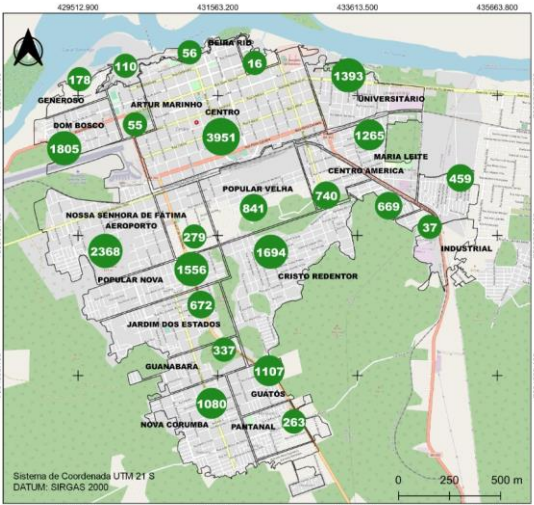 429512.900 431563.200 433613.500 435663.800
BEIRA RIO
56
110
16
178
1393
GENEROSO
ARTUR MARINHO
UNIVERSITÁRIO
CENTRO
DOM BOSCO
55
3951
1265
1805
MARIA LEITE
CENTRO AMERICA
POPULAR VELHA
459
740
841
669
NOSSA SENHORA DE FÁTIMA
AEROPORTO
37
279
2368
1694
INDUSTRIAL
1556
POPULAR NOVA
CRISTO REDENTOR
672
JARDIM DOS ESTADOS
337
GUANABARA
1107
GUATÓS
1080
263
NOVA CORUMBA
PANTANAL
Sistema de Coordenada UTM 21 S
DATUM: SIRGAS 2000
0 250 500 m